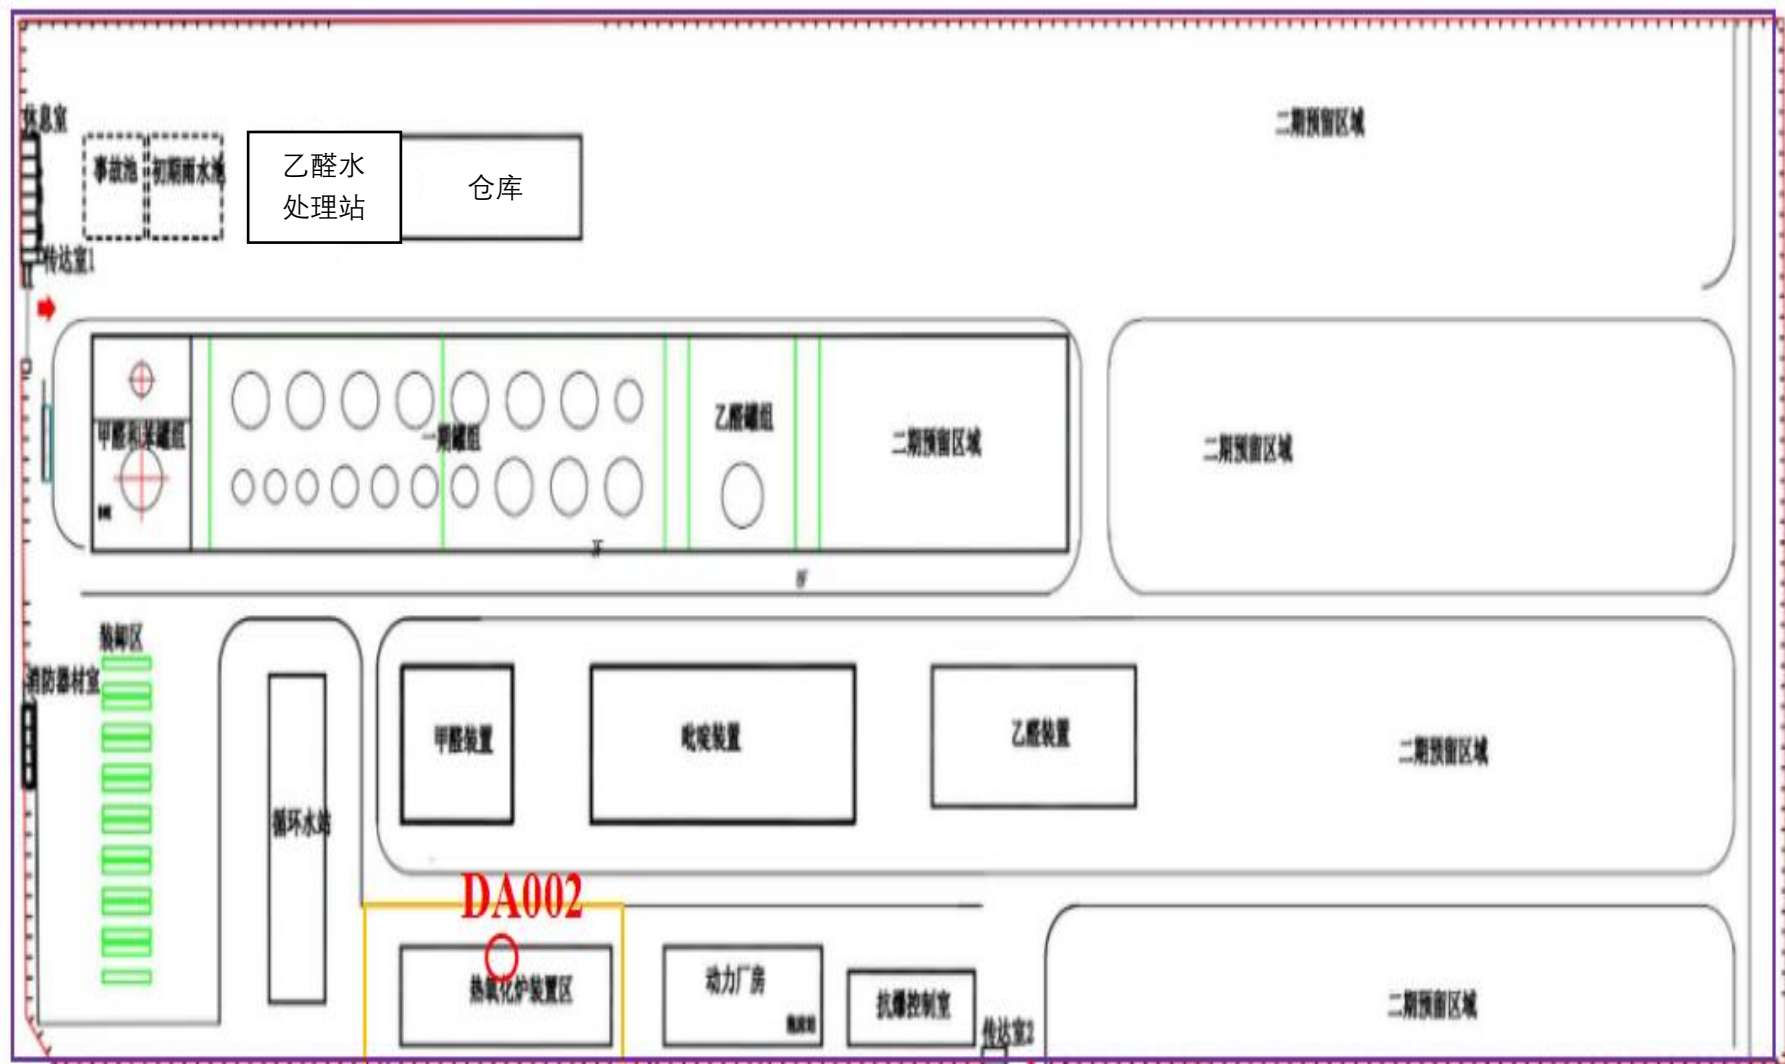 二期预留区域
休息室
事故池
初期雨水池
乙醛水
处理站
仓库
传达室1
甲醛和苯罐组
一期罐组
乙醛罐组
二期预留区域
二期预留区域
装卸区
消防器材室
甲醛装置
吡啶装置
乙醛装置
二期预留区域
循环水站
DA002
热氧化炉装置区
动力厂房
抗爆控制室
二期预留区域
传达室2